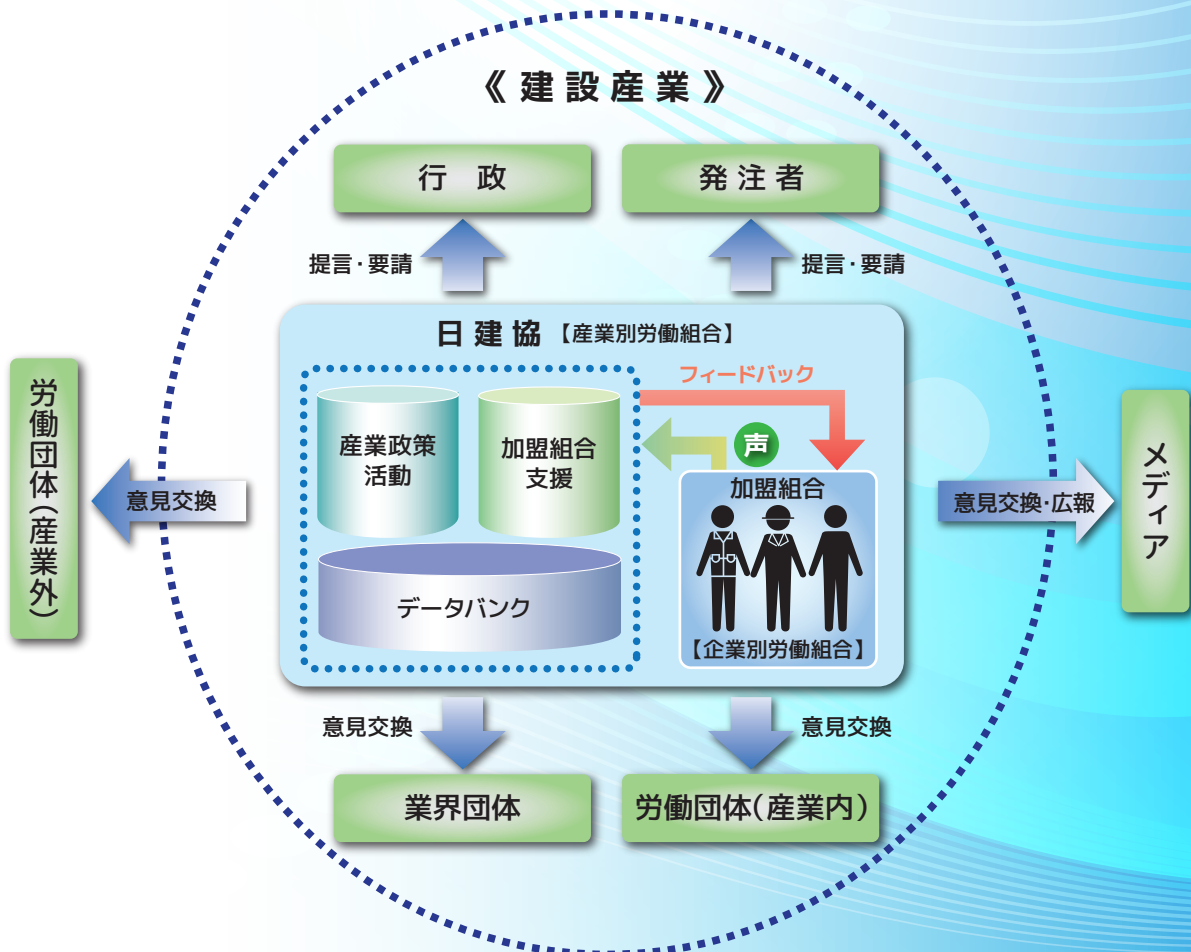 《建設産業》
行 政
発注者
提言・要請
提言・要請
日建協【産業別労働組合】
フィードバック
産業政策
活動
加盟組合
支援
声
データバンク
加盟組合
【企業別労働組合】
労働団体(産業外)
意見交換
意見交換・広報
メディア
意見交換
意見交換
業界団体
労働団体(産業内)